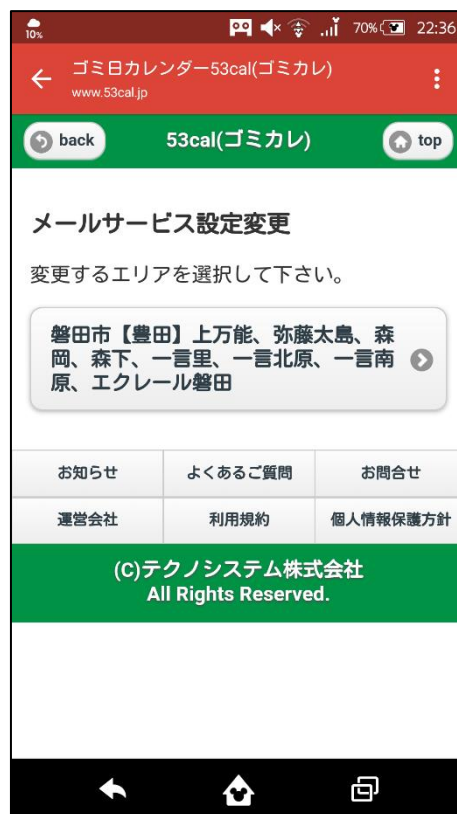 10%
70%
22:36
ゴミ日カレンダー53cal(ゴミカレ)
www.53cal.jp
back
53cal(ゴミカレ)
top
メールサービス設定変更
変更するエリアを選択して下さい。
磐田市【豊田】上万能、弥藤太島、森
岡、森下、一言里、一言北原、一言南
原、エクレール磐田
お知らせ
よくあるご質問
お問合せ
運営会社
利用規約
個人情報保護方針
(C)テクノシステム株式会社
All Rights Reserved.